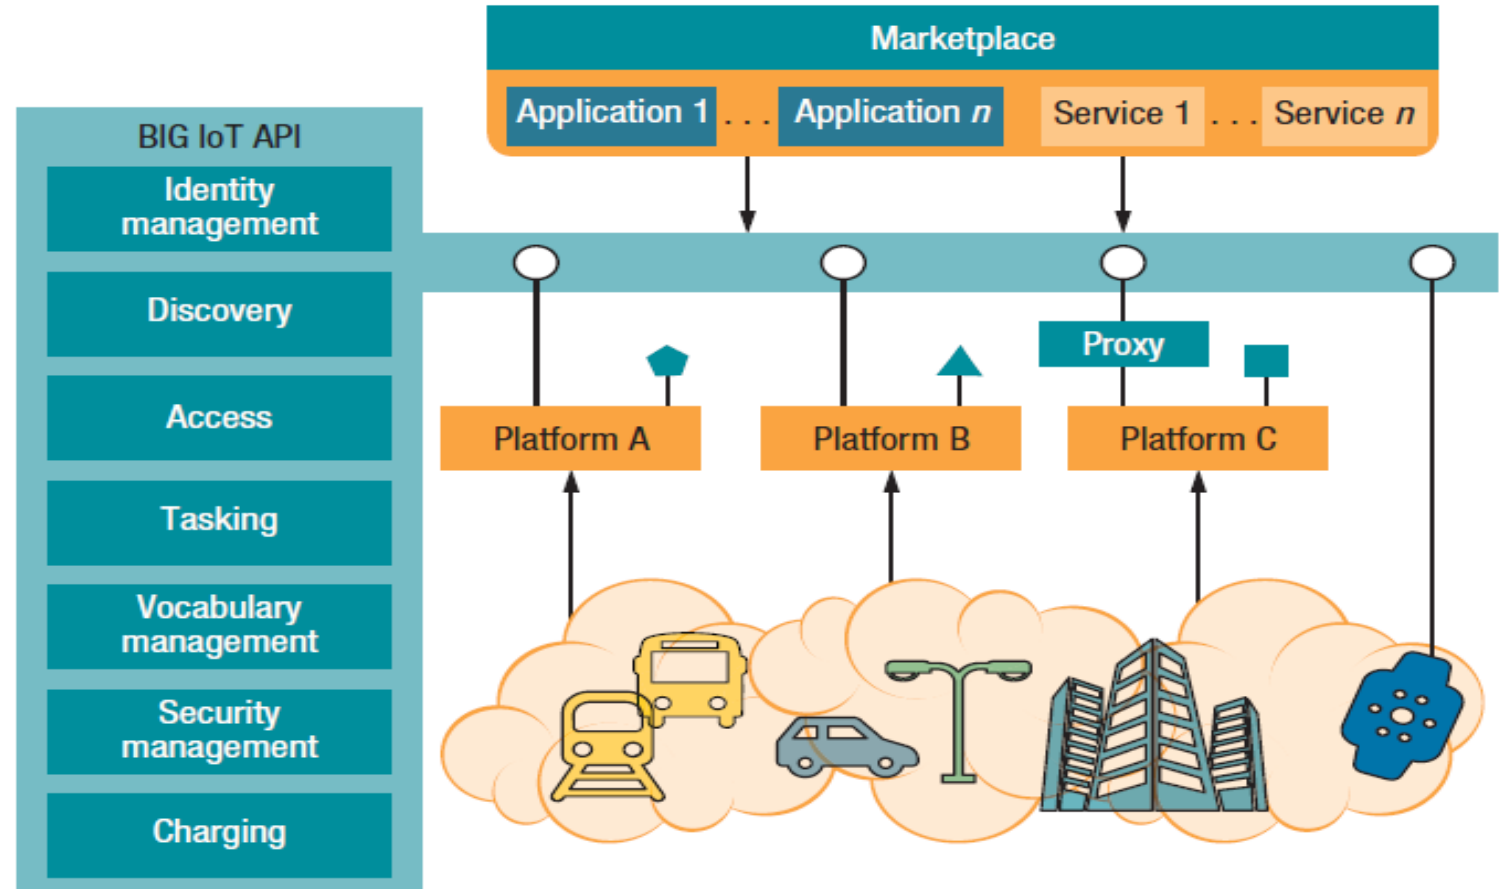 Marketplace
Application 1 . . . Application n Service 1 . . . Service n
BIG IoT API
Identity
management
Discovery
Access
Tasking
Vocabulary
management
Security
management
Charging
Proxy
Platform A
Platform B
Platform C